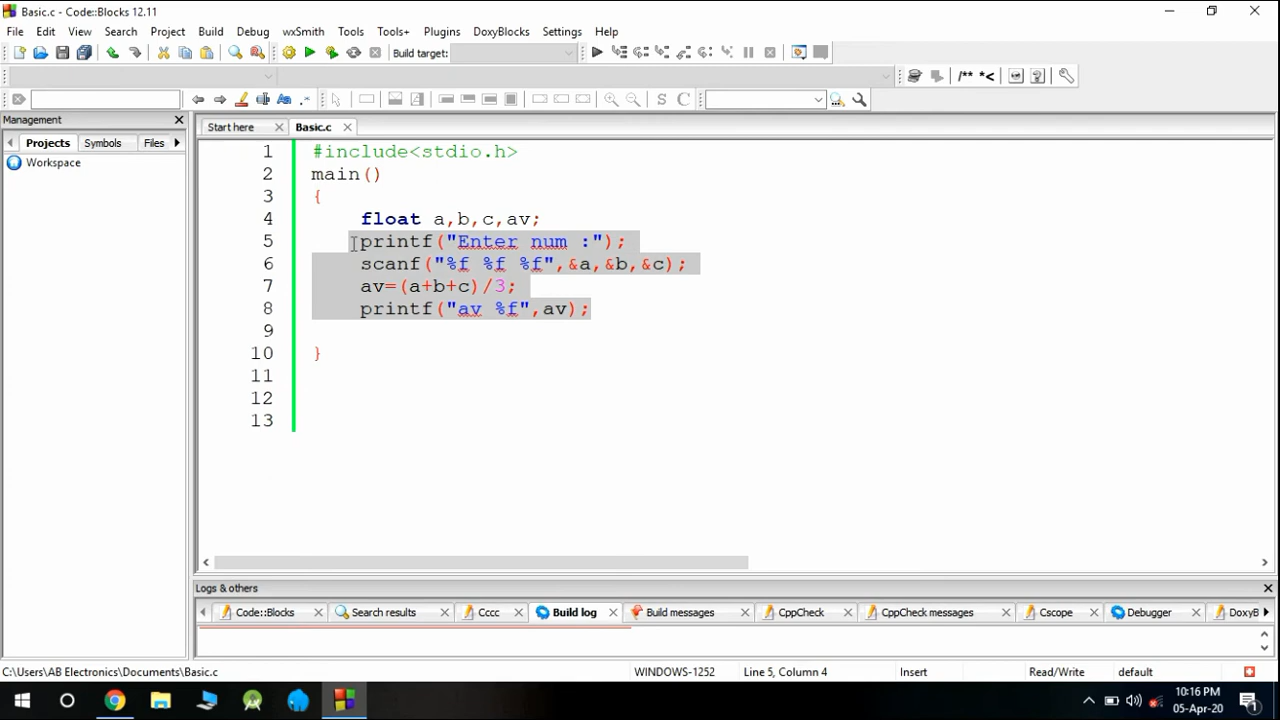 Basic.c - Code::Blocks 12.11
File Edit View Search Project Build Debug wxSmith Tools Tools+ Plugins DoxyBlocks Settings Help
Build target:
/** *<
S C
Management
Projects Symbols Files
Workspace
Start here Basic.c
1 #include<stdio.h>
2 main()
3 {
4 float a,b,c,av;
5 printf("Enter num :");
6 scanf("%f %f %f",&a,&b,&c);
7 av=(a+b+c)/3;
8 printf("av %f",av);
9
10 }
11
12
13
Logs & others
Code::Blocks Search results Cccc Build log Build messages CppCheck CppCheck messages Cscope Debugger DoxyB
C:\Users\AB Electronics\Documents\Basic.c WINDOWS-1252 Line 5, Column 4 Insert Read/Write default
10:16 PM
05-Apr-20
1